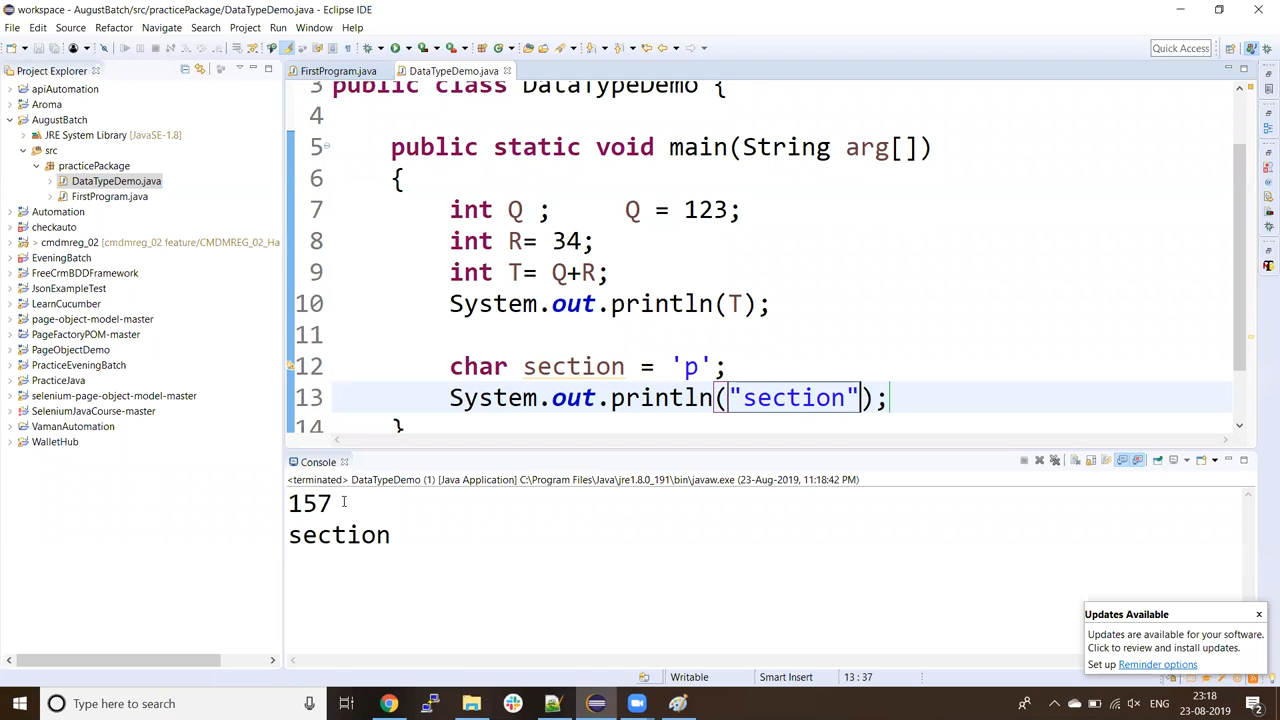 workspace - AugustBatch/src/practicePackage/DataTypeDemo.java - Eclipse IDE
File Edit Source Refactor Navigate Search Project Run Window Help
Quick Access
Project Explorer
FirstProgram.java
DataTypeDemo.java
apiAutomation
Aroma
AugustBatch
JRE System Library [JavaSE-1.8]
src
practicePackage
DataTypeDemo.java
FirstProgram.java
Automation
checkauto
> cmdmreg_02 [cmdmreg_02 feature/CMDMREG_02_Ha
EveningBatch
FreeCrmBDDFramework
JsonExampleTest
LearnCucumber
page-object-model-master
PageFactoryPOM-master
PageObjectDemo
PracticeEveningBatch
PracticeJava
selenium-page-object-model-master
SeleniumJavaCourse-master
VamanAutomation
WalletHub
3 public class DataTypeDemo {
4
5 public static void main(String arg[])
6 {
7 int Q ; Q = 123;
8 int R= 34;
9 int T= Q+R;
10 System.out.println(T);
11
12 char section = 'p';
13 System.out.println("section");
14 }
Console
<terminated> DataTypeDemo (1) [Java Application] C:\Program Files\Java\jre1.8.0_191\bin\javaw.exe (23-Aug-2019, 11:18:42 PM)
157
section
Updates Available
Updates are available for your software.
Click to review and install updates.
Set up Reminder options
Writable
Smart Insert
13 : 37
Type here to search
23:18
23-08-2019
2